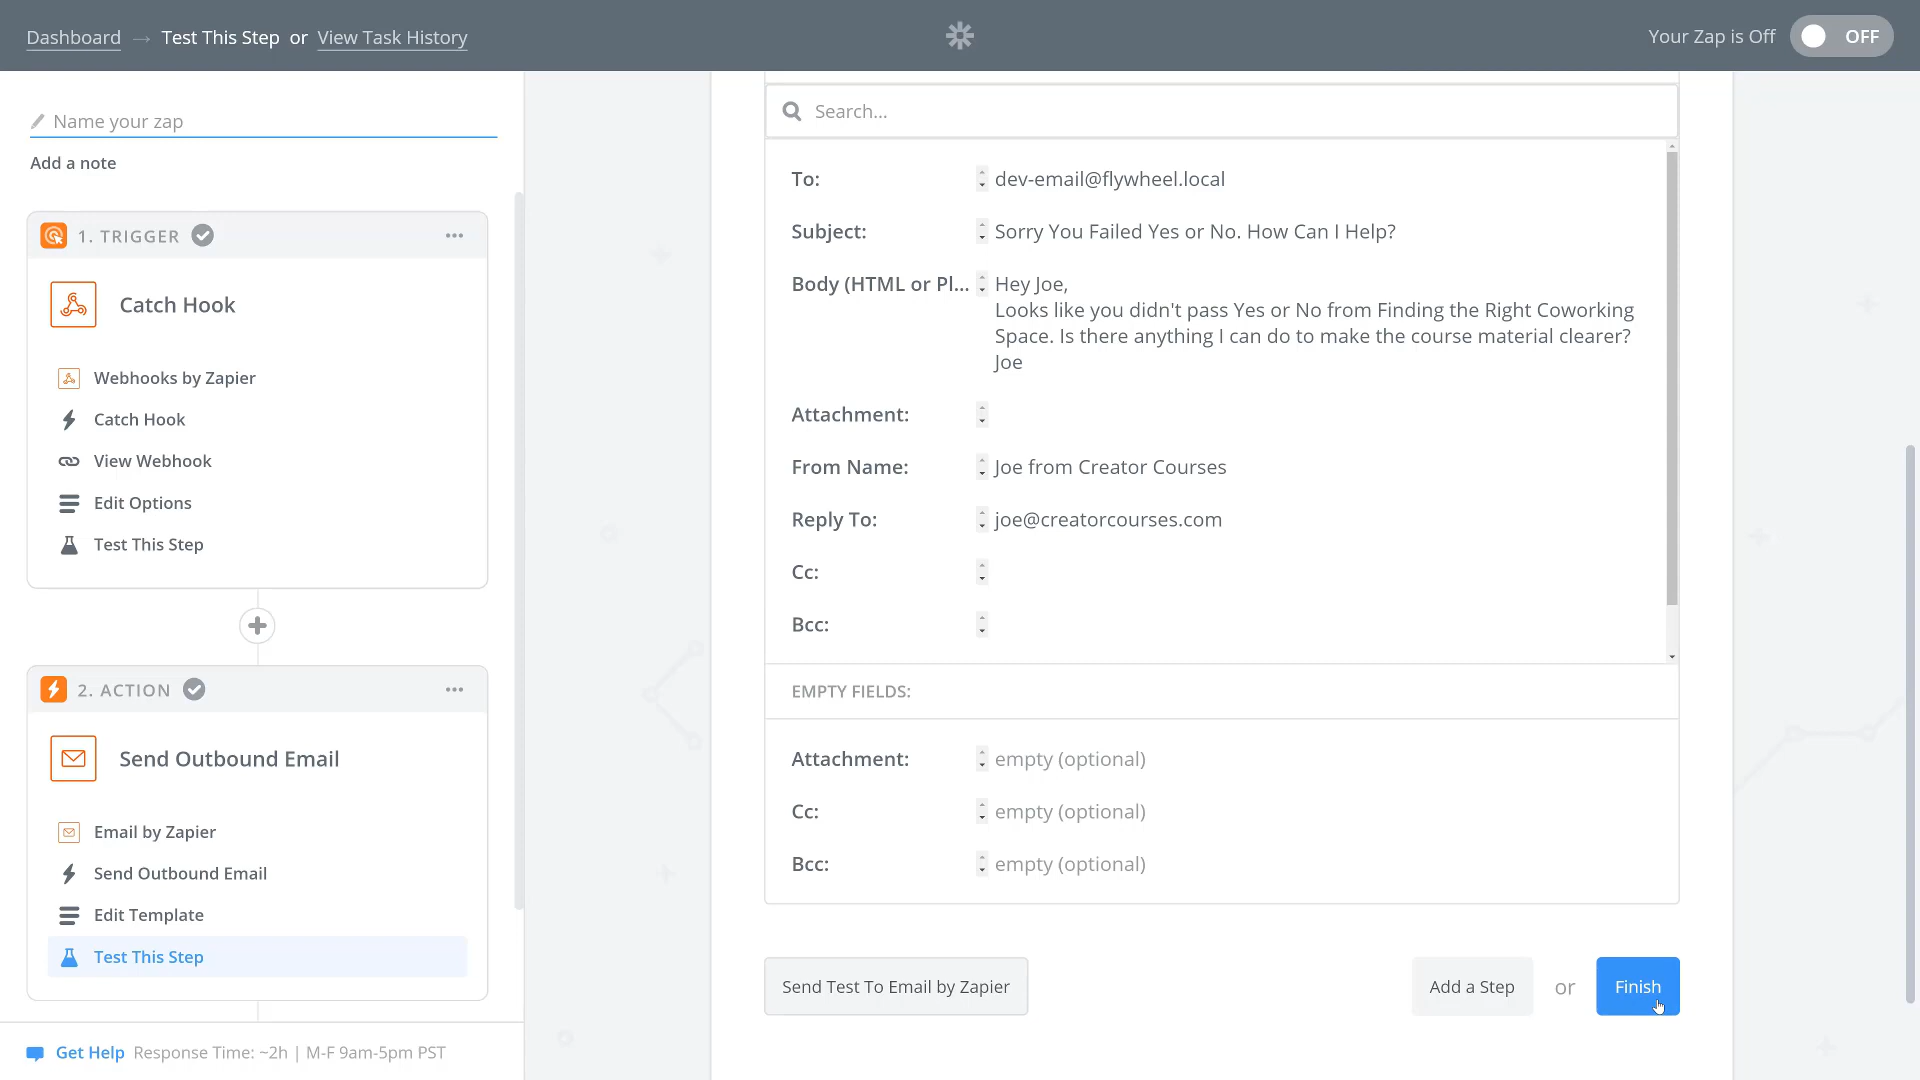 Dashboard → Test This Step or View Task History
Your Zap is Off OFF
Name your zap
Add a note
1. TRIGGER
Catch Hook
Webhooks by Zapier
Catch Hook
View Webhook
Edit Options
Test This Step
2. ACTION
Send Outbound Email
Email by Zapier
Send Outbound Email
Edit Template
Test This Step
Get Help Response Time: ~2h | M-F 9am-5pm PST
Search...
To: dev-email@flywheel.local
Subject: Sorry You Failed Yes or No. How Can I Help?
Body (HTML or Pl... Hey Joe,
Looks like you didn't pass Yes or No from Finding the Right Coworking
Space. Is there anything I can do to make the course material clearer?
Joe
Attachment:
From Name: Joe from Creator Courses
Reply To: joe@creatorcourses.com
Cc:
Bcc:
EMPTY FIELDS:
Attachment: empty (optional)
Cc: empty (optional)
Bcc: empty (optional)
Send Test To Email by Zapier
Add a Step or Finish